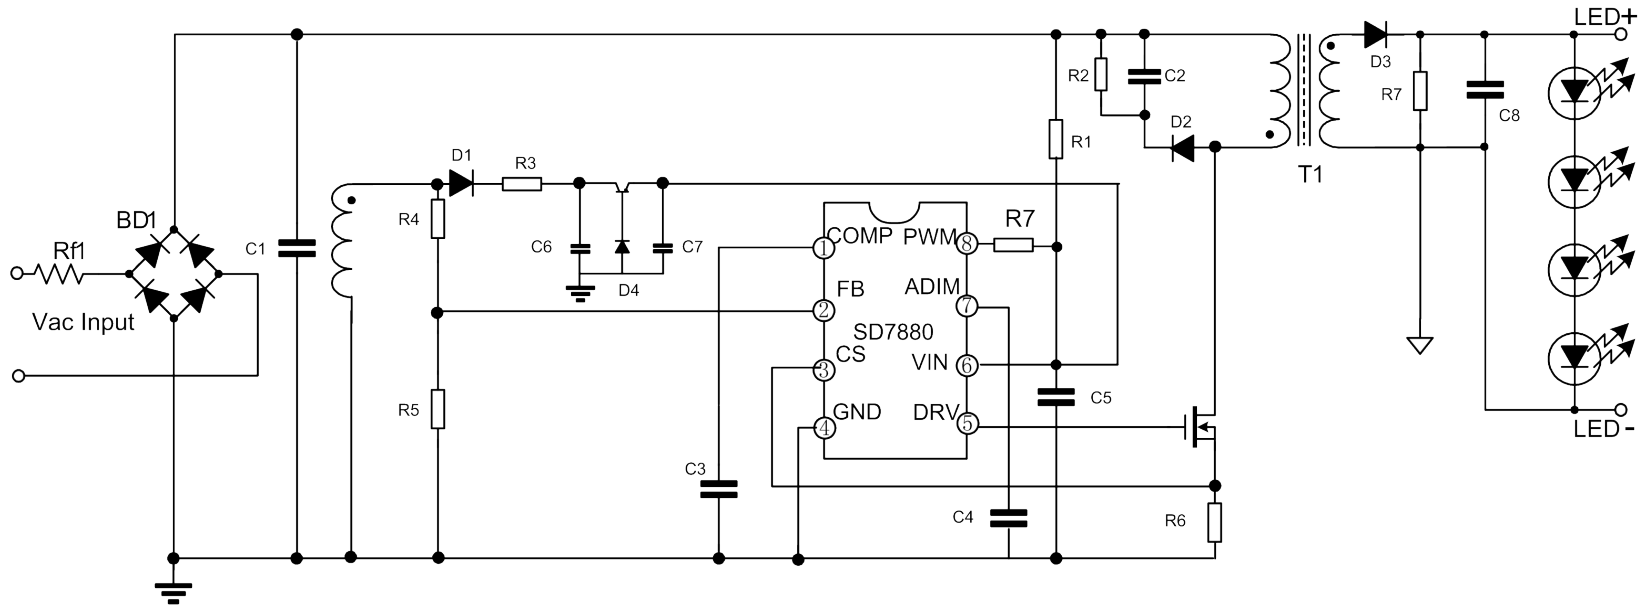 LED+
D3
R2
C2
R7
C8
D2
R1
T1
D1
R3
BD1
R4
R7
Rf1
C1
C6
C7
COMP
PWM
1
8
D4
FB
ADIM
2
7
Vac Input
SD7880
CS
VIN
3
6
R5
GND
DRV
C5
4
5
LED-
C3
C4
R6